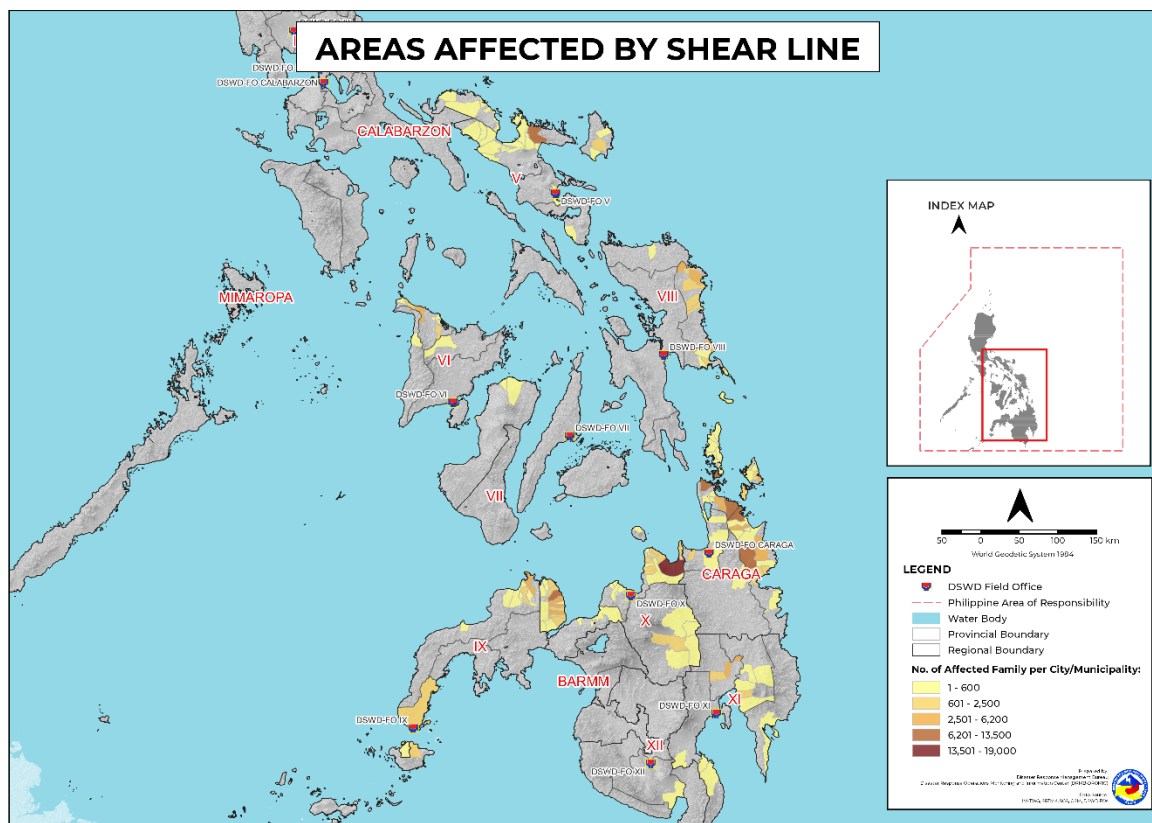 AREAS AFFECTED BY SHEAR LINE
DSWD-FO
DSWD-FO CALABARZON
CALABARZON
V
DSWD-FO V
MIMAROPA
VIII
DSWD-FO VIII
VI
DSWD-FO VI
DSWD-FO VII
VII
DSWD-FO CARAGA
CARAGA
DSWD-FO X
X
IX
BARMM
DSWD-FO IX
DSWD-FO XI
XI
XII
DSWD-FO XII
INDEX MAP
50 0 50 100 150 km
World Geodetic System 1984
LEGEND
DSWD Field Office
Philippine Area of Responsibility
Water Body
Provincial Boundary
Regional Boundary
No. of Affected Family per City/Municipality:
1 - 600
601 - 2,500
2,501 - 6,200
6,201 - 13,500
13,501 - 19,000
Prepared by:
Disaster Response Management Bureau